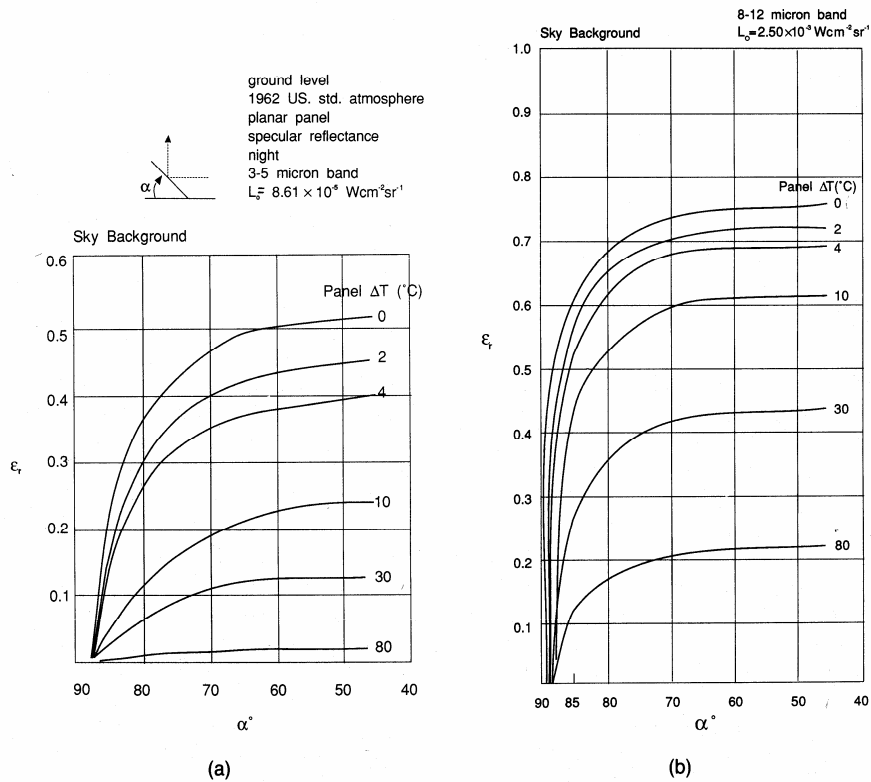 ground level
1962 US. std. atmosphere
planar panel
specular reflectance
night
3-5 micron band
L₀= 8.61 × 10⁻⁵ Wcm⁻²sr⁻¹
α
Sky Background
Panel ΔT (°C)
0.6
0.5
0.4
0.3
0.2
0.1
εᵣ
0
2
4
10
30
80
90 80 70 60 50 40
α°
(a)
8-12 micron band
L₀=2.50×10⁻³ Wcm⁻²sr⁻¹
Sky Background
1.0
0.9
0.8
0.7
0.6
0.5
0.4
0.3
0.2
0.1
εᵣ
Panel ΔT(°C)
0
2
4
10
30
80
90 85 80 70 60 50 40
α°
(b)